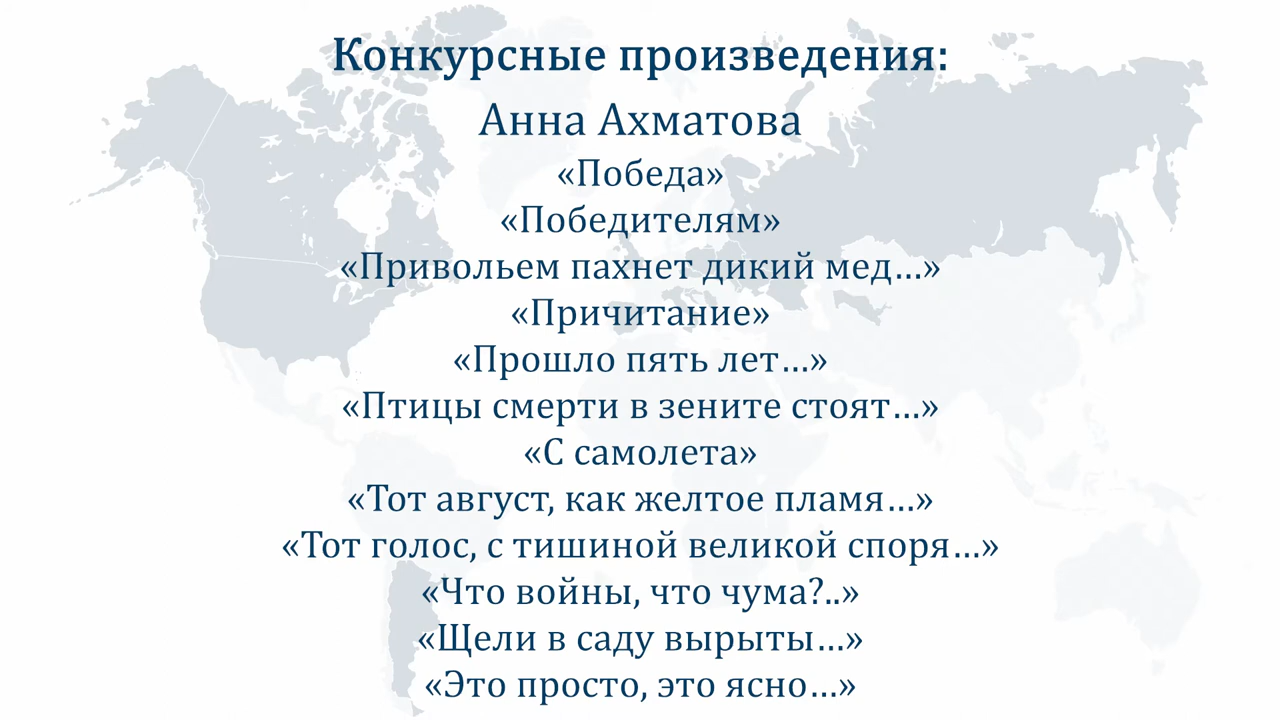 Конкурсные произведения:
Анна Ахматова
«Победа»
«Победителям»
«Привольем пахнет дикий мед…»
«Причитание»
«Прошло пять лет…»
«Птицы смерти в зените стоят…»
«С самолета»
«Тот август, как желтое пламя…»
«Тот голос, с тишиной великой споря…»
«Что войны, что чума?..»
«Щели в саду вырыты…»
«Это просто, это ясно…»